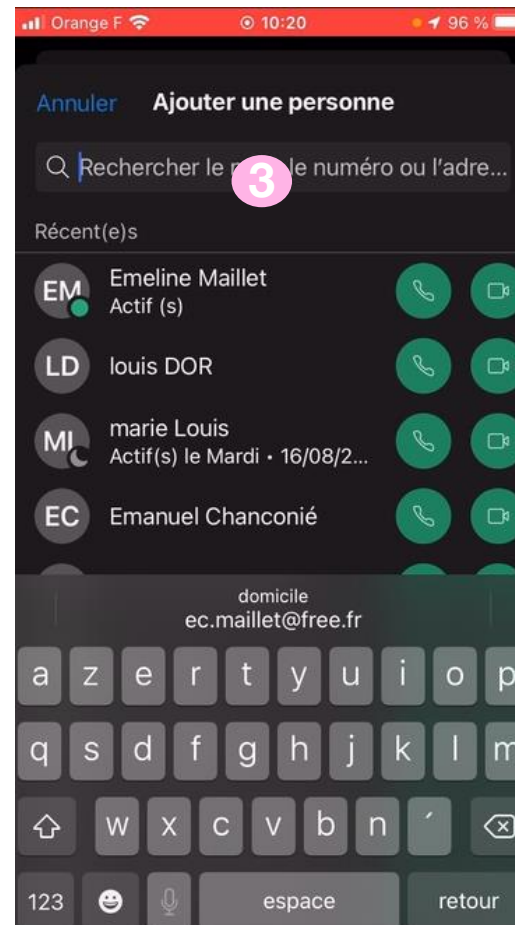 Orange F 10:20 96 %
Annuler Ajouter une personne
Rechercher le le numéro ou l'adre...
3
Récent(e)s
EM Emeline Maillet
Actif (s)
LD louis DOR
ML marie Louis
Actif(s) le Mardi • 16/08/2...
EC Emanuel Chanconié
domicile
ec.maillet@free.fr
a z e r t y u i o p
q s d f g h j k l m
w x c v b n ´
123 espace retour